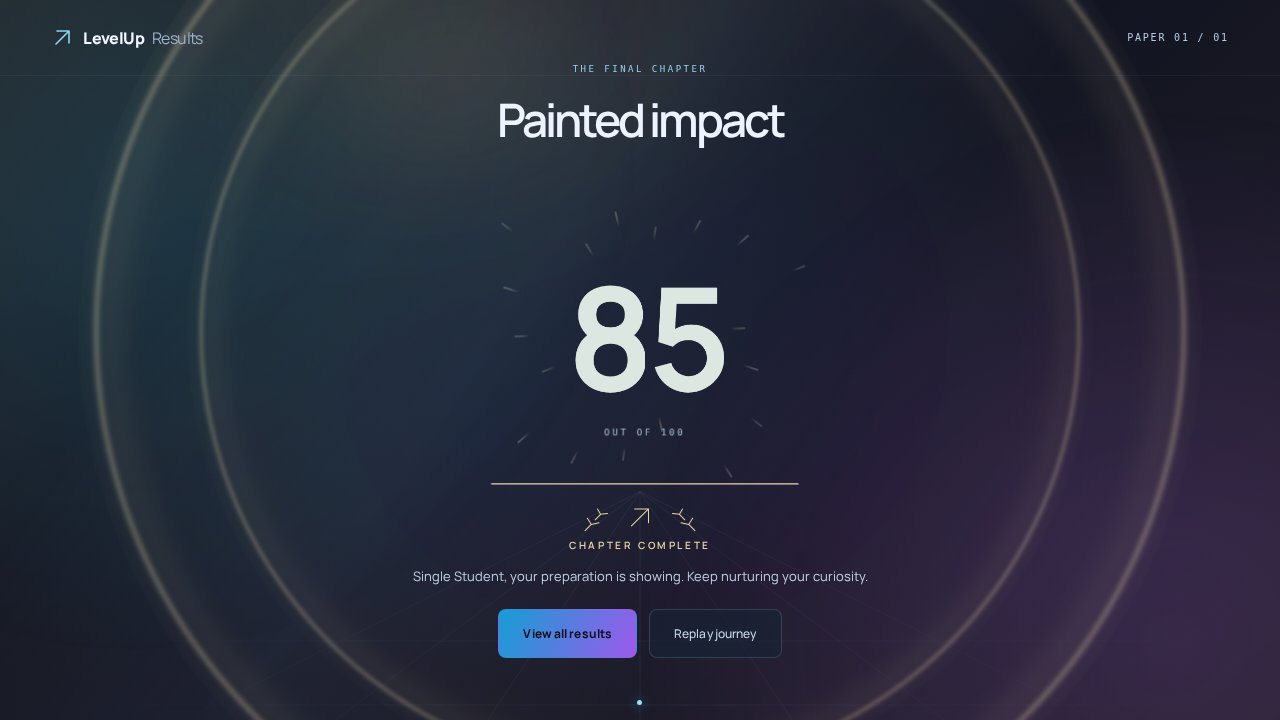 LevelUp Results
PAPER 01 / 01
THE FINAL CHAPTER
Painted impact
85
OUT OF 100
CHAPTER COMPLETE
Single Student, your preparation is showing. Keep nurturing your curiosity.
View all results
Replay journey